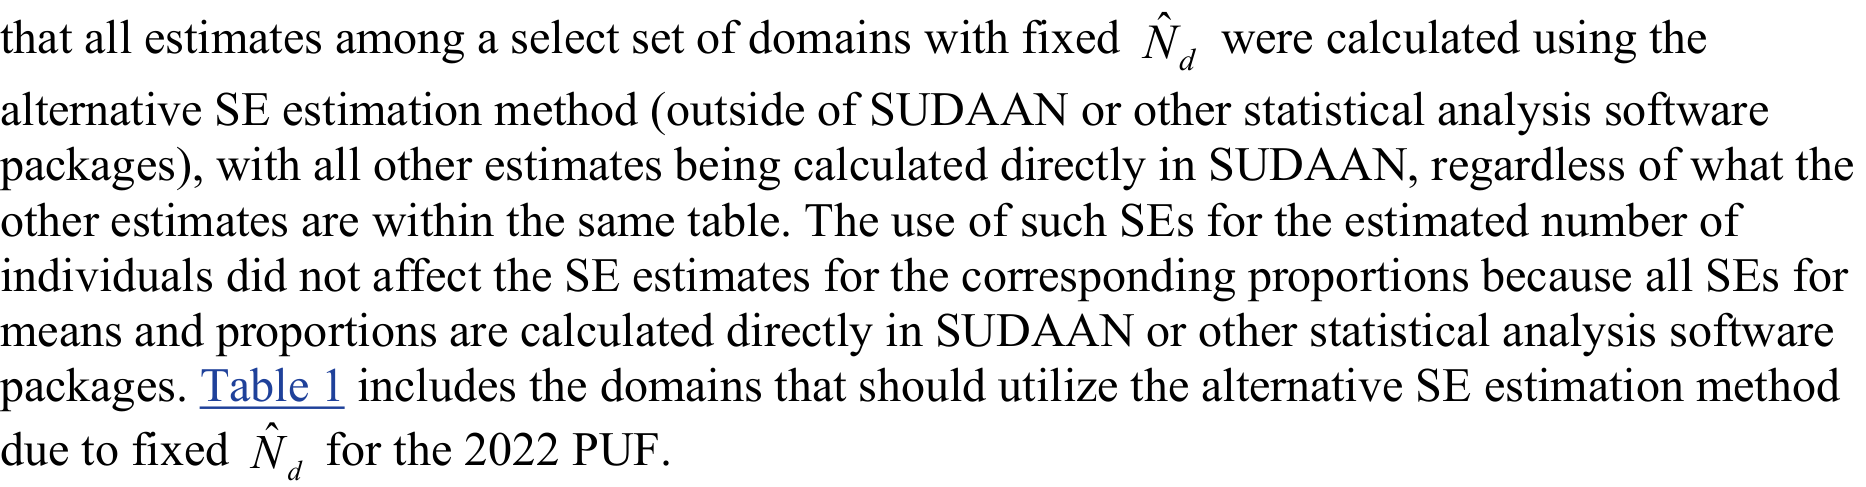 that all estimates among a select set of domains with fixed N̂d were calculated using the
alternative SE estimation method (outside of SUDAAN or other statistical analysis software
packages), with all other estimates being calculated directly in SUDAAN, regardless of what the
other estimates are within the same table. The use of such SEs for the estimated number of
individuals did not affect the SE estimates for the corresponding proportions because all SEs for
means and proportions are calculated directly in SUDAAN or other statistical analysis software
packages. Table 1 includes the domains that should utilize the alternative SE estimation method
due to fixed N̂d for the 2022 PUF.